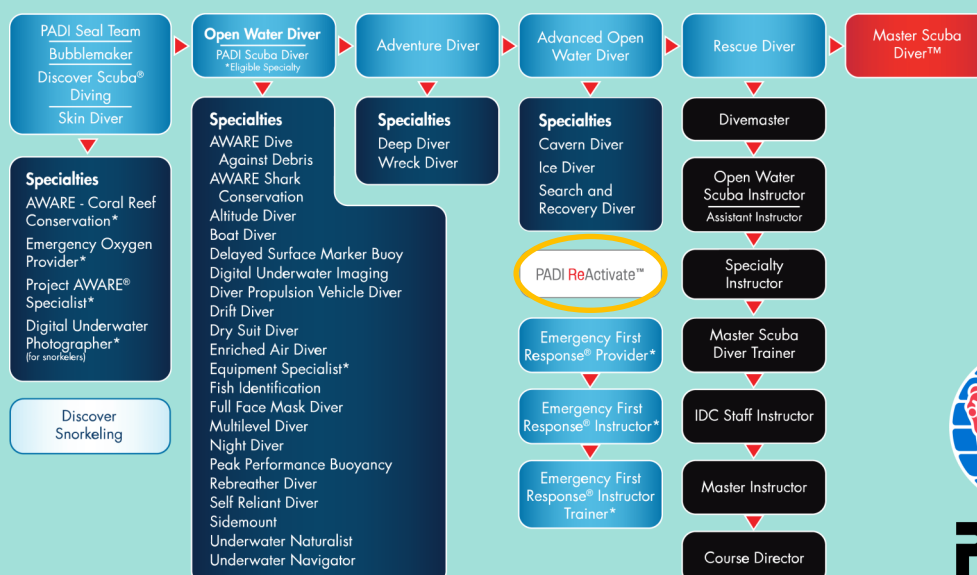 PADI Seal Team
Bubblemaker
Discover Scuba®
Diving
Skin Diver
Specialties
AWARE - Coral Reef
Conservation*
Emergency Oxygen
Provider*
Project AWARE®
Specialist*
Digital Underwater
Photographer*
(for snorkelers)
Discover
Snorkeling
Open Water Diver
PADI Scuba Diver
*Eligible Specialty
Specialties
AWARE Dive
Against Debris
AWARE Shark
Conservation
Altitude Diver
Boat Diver
Delayed Surface Marker Buoy
Digital Underwater Imaging
Diver Propulsion Vehicle Diver
Drift Diver
Dry Suit Diver
Enriched Air Diver
Equipment Specialist*
Fish Identification
Full Face Mask Diver
Multilevel Diver
Night Diver
Peak Performance Buoyancy
Rebreather Diver
Self Reliant Diver
Sidemount
Underwater Naturalist
Underwater Navigator
Adventure Diver
Specialties
Deep Diver
Wreck Diver
Advanced Open
Water Diver
Specialties
Cavern Diver
Ice Diver
Search and
Recovery Diver
PADI ReActivate™
Emergency First
Response® Provider*
Emergency First
Response® Instructor*
Emergency First
Response® Instructor
Trainer*
Rescue Diver
Divemaster
Open Water
Scuba Instructor
Assistant Instructor
Specialty
Instructor
Master Scuba
Diver Trainer
IDC Staff Instructor
Master Instructor
Course Director
Master Scuba
Diver™